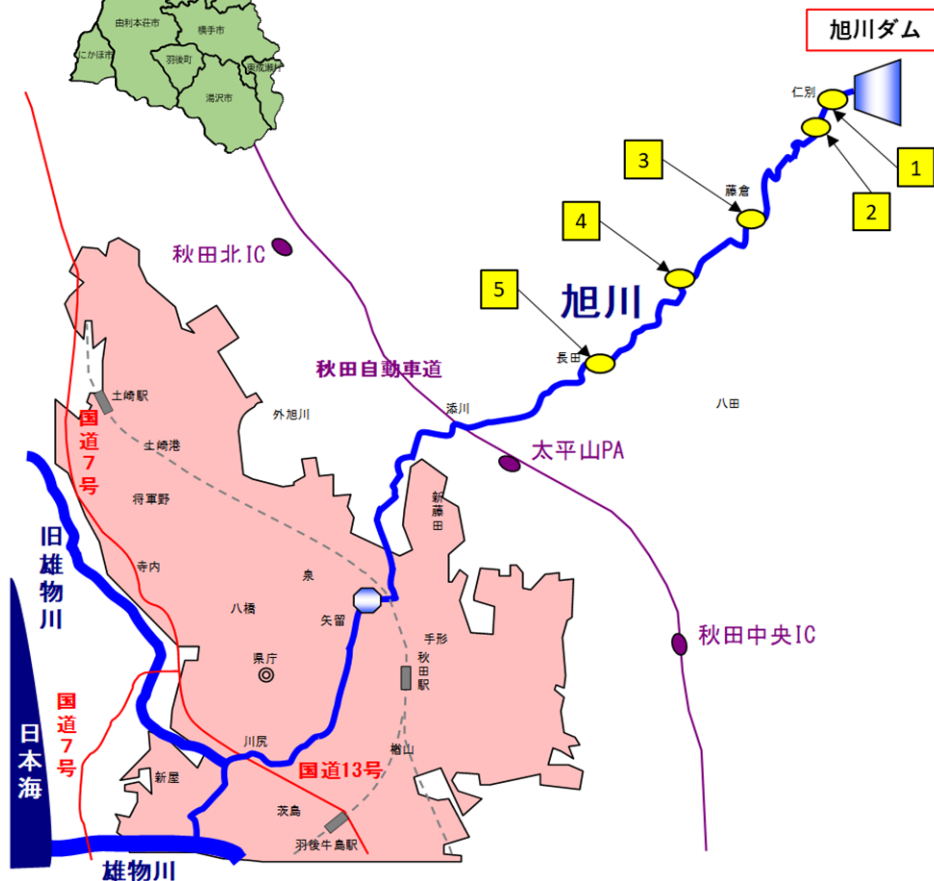 由利本荘市
横手市
にかほ市
羽後町
東成瀬村
湯沢市
旭川ダム
仁別
1
2
3
藤倉
4
秋田北IC
5
旭川
長田
秋田自動車道
八田
土崎駅
外旭川
添川
国道7号
土崎港
太平山PA
将軍野
新藤田
旧雄物川
寺内
泉
八橋
矢留
手形
秋田中央IC
県庁
秋田駅
国道7号
日本海
川尻
楢山
新屋
国道13号
茨島
羽後牛島駅
雄物川